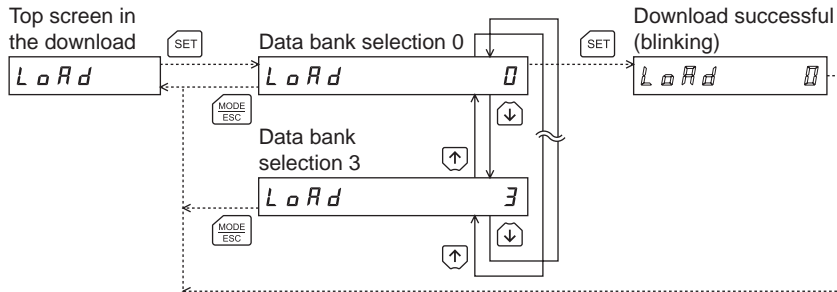 Top screen in
the download
SET
LoAd
Data bank selection 0
LoAd 0
MODE
ESC
SET
Download successful
(blinking)
LoAd 0
Data bank
selection 3
LoAd 3
MODE
ESC